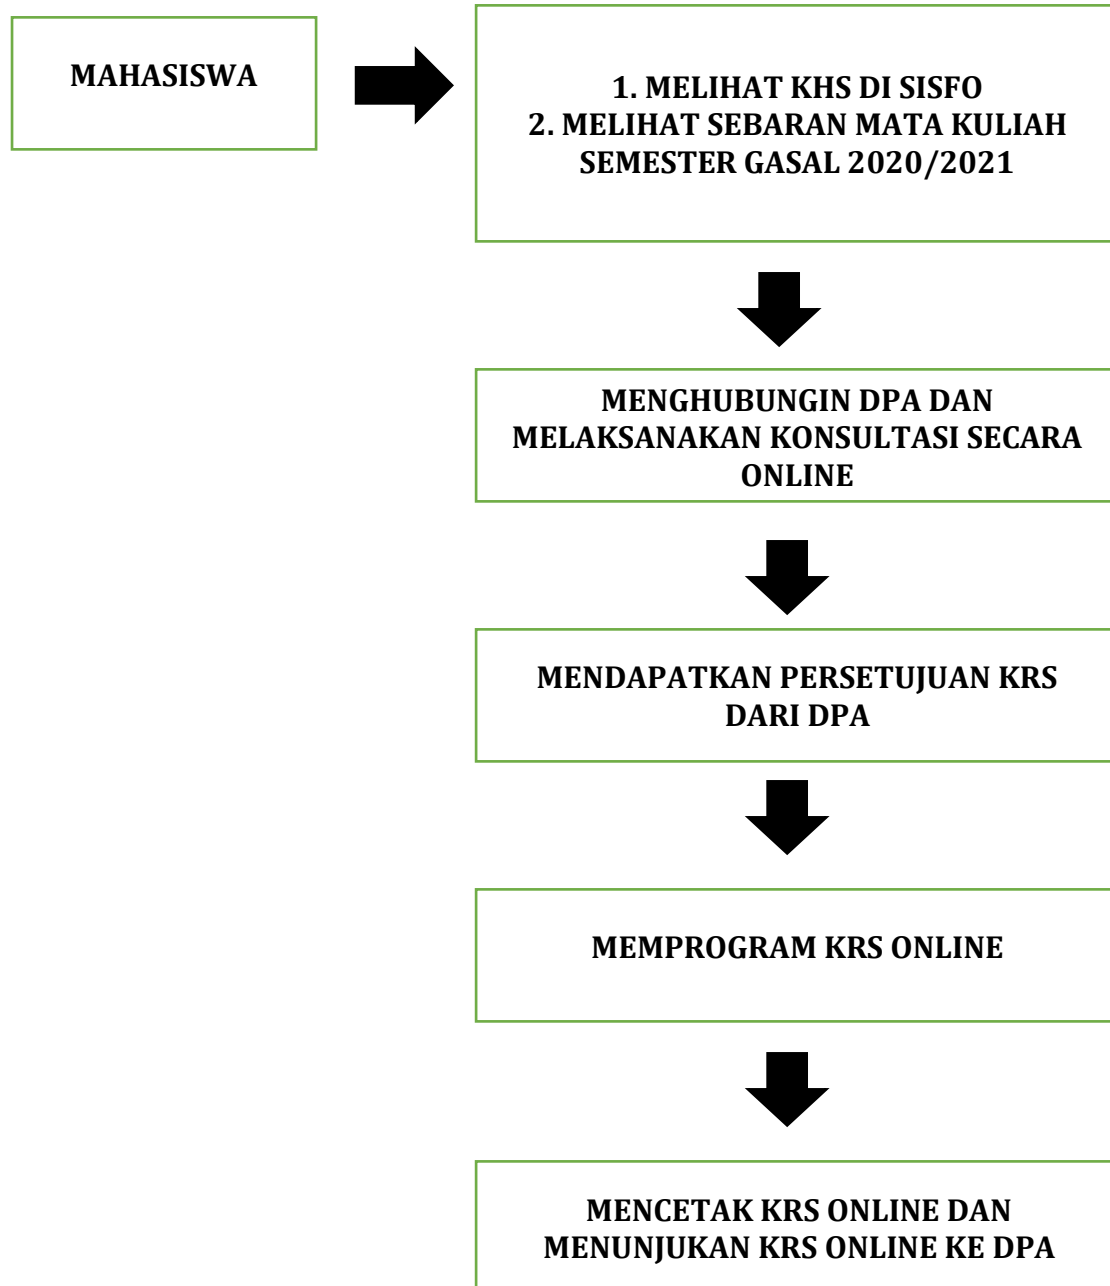 MAHASISWA
1. MELIHAT KHS DI SISFO
2. MELIHAT SEBARAN MATA KULIAH
SEMESTER GASAL 2020/2021
MENGHUBUNGIN DPA DAN
MELAKSANAKAN KONSULTASI SECARA
ONLINE
MENDAPATKAN PERSETUJUAN KRS
DARI DPA
MEMPROGRAM KRS ONLINE
MENCETAK KRS ONLINE DAN
MENUNJUKAN KRS ONLINE KE DPA